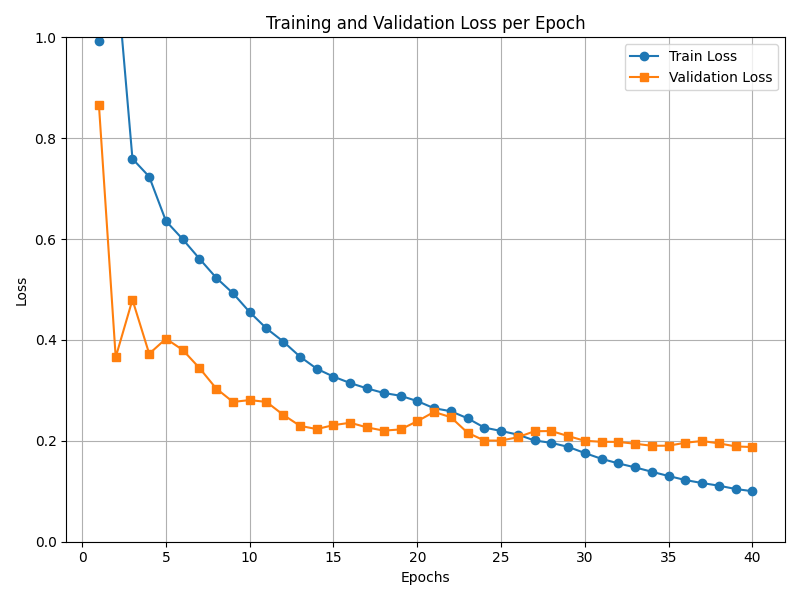 Training and Validation Loss per Epoch
Train Loss
Validation Loss
Loss
1.0
0.8
0.6
0.4
0.2
0.0
0 5 10 15 20 25 30 35 40
Epochs